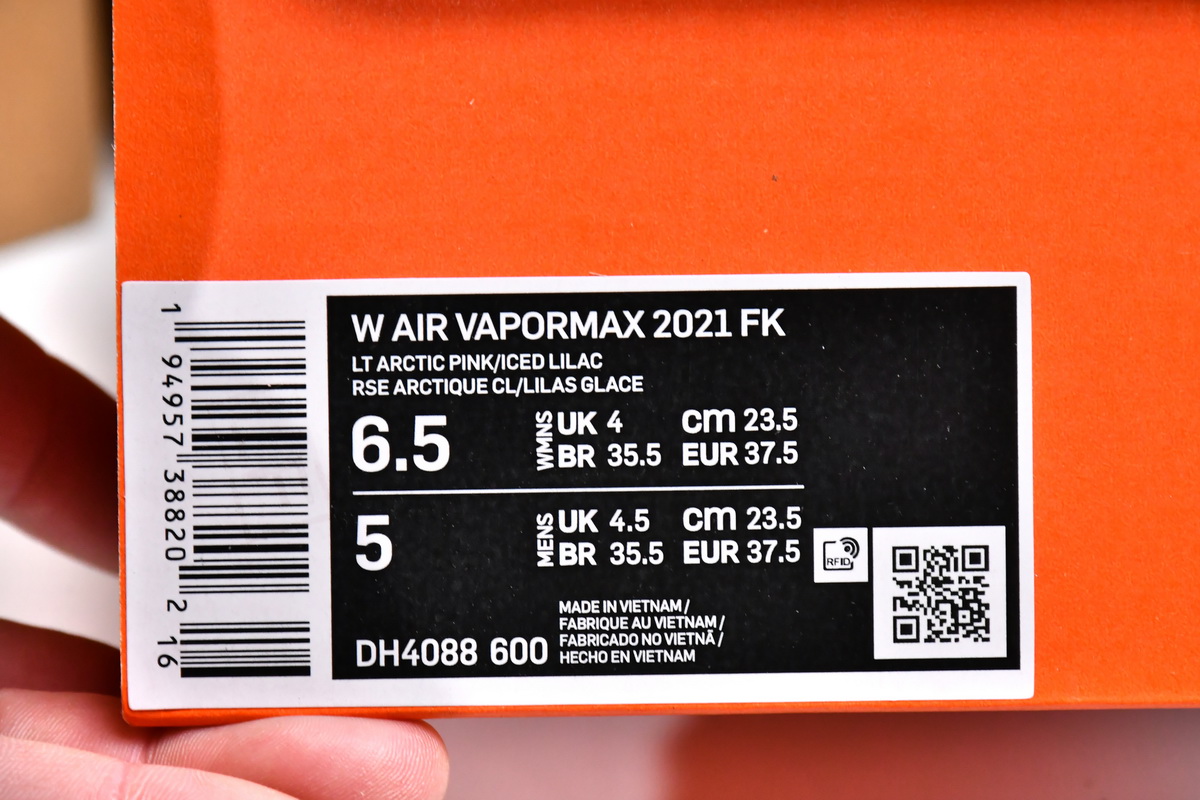 W AIR VAPORMAX 2021 FK
LT ARCTIC PINK/ICED LILAC
RSE ARCTIQUE CL/LILAS GLACE
6.5 WMNS UK 4 cm 23.5
BR 35.5 EUR 37.5
5 MENS UK 4.5 cm 23.5
BR 35.5 EUR 37.5
RFID
MADE IN VIETNAM /
FABRIQUE AU VIETNAM /
FABRICADO NO VIETNÃ /
HECHO EN VIETNAM
DH4088 600
1 94957 38820 2 16